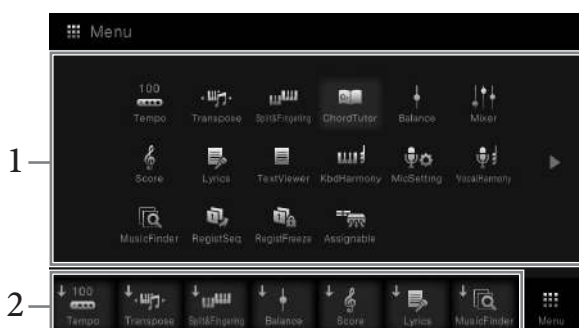 Menu
100
Tempo Transpose Split&Fingering ChordTutor Balance Mixer
1
Score Lyrics TextViewer KbdHarmony MicSetting VocalHarmony
MusicFinder RegistSeq RegistFreeze Assignable
2
100
Tempo Transpose Split&Fingering Balance Score Lyrics MusicFinder Menu